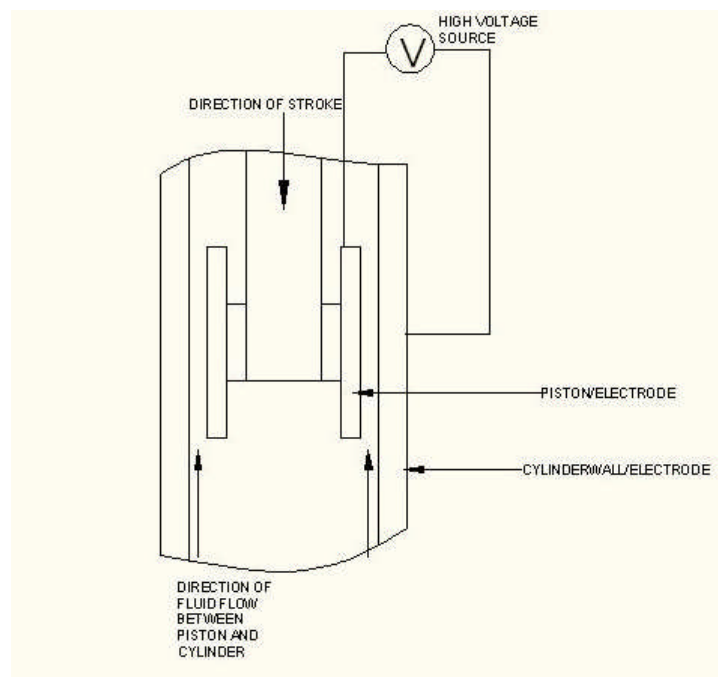 HIGH VOLTAGE
SOURCE
V
DIRECTION OF STROKE
PISTON/ELECTRODE
CYLINDERWALL/ELECTRODE
DIRECTION OF
FLUID FLOW
BETWEEN
PISTON AND
CYLINDER